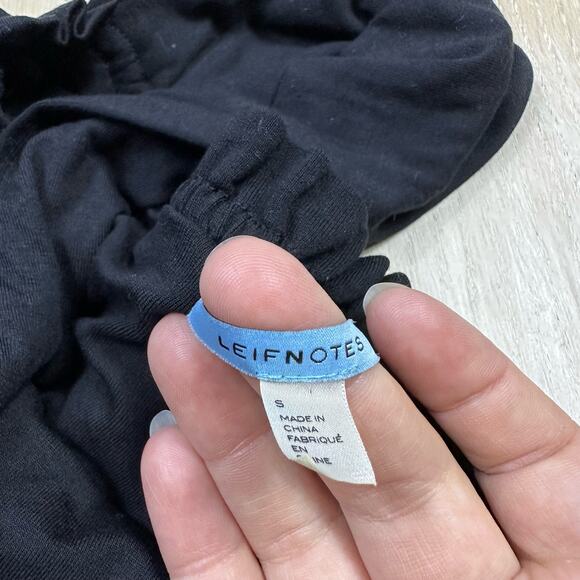 LEIFNOTES
S
MADE IN
CHINA
FABRIQUÉ
EN